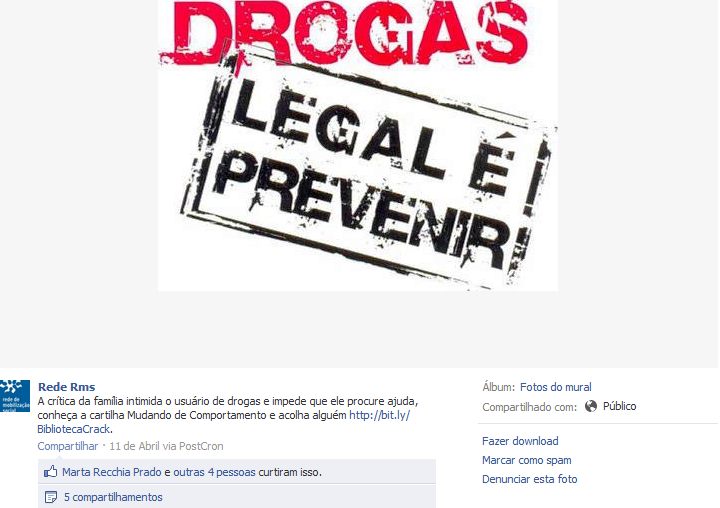 DROGAS
LEGAL É
PREVENIR!
rede de
mobilização
social
Rede Rms
A crítica da família intimida o usuário de drogas e impede que ele procure ajuda,
conheça a cartilha Mudando de Comportamento e acolha alguém http://bit.ly/
BibliotecaCrack.
Compartilhar · 11 de Abril via PostCron
Marta Recchia Prado e outras 4 pessoas curtiram isso.
5 compartilhamentos
Álbum: Fotos do mural
Compartilhado com: Público
Fazer download
Marcar como spam
Denunciar esta foto